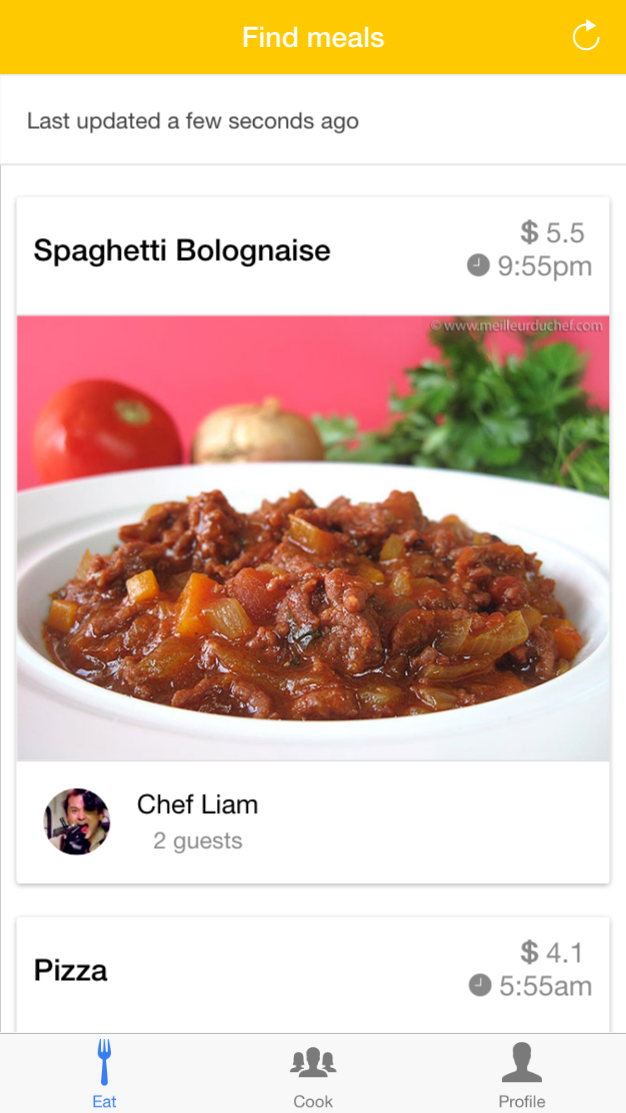 Find meals
Last updated a few seconds ago
Spaghetti Bolognaise
$ 5.5
9:55pm
© www.meilleurduchef.com
Chef Liam
2 guests
Pizza
$ 4.1
5:55am
Eat
Cook
Profile